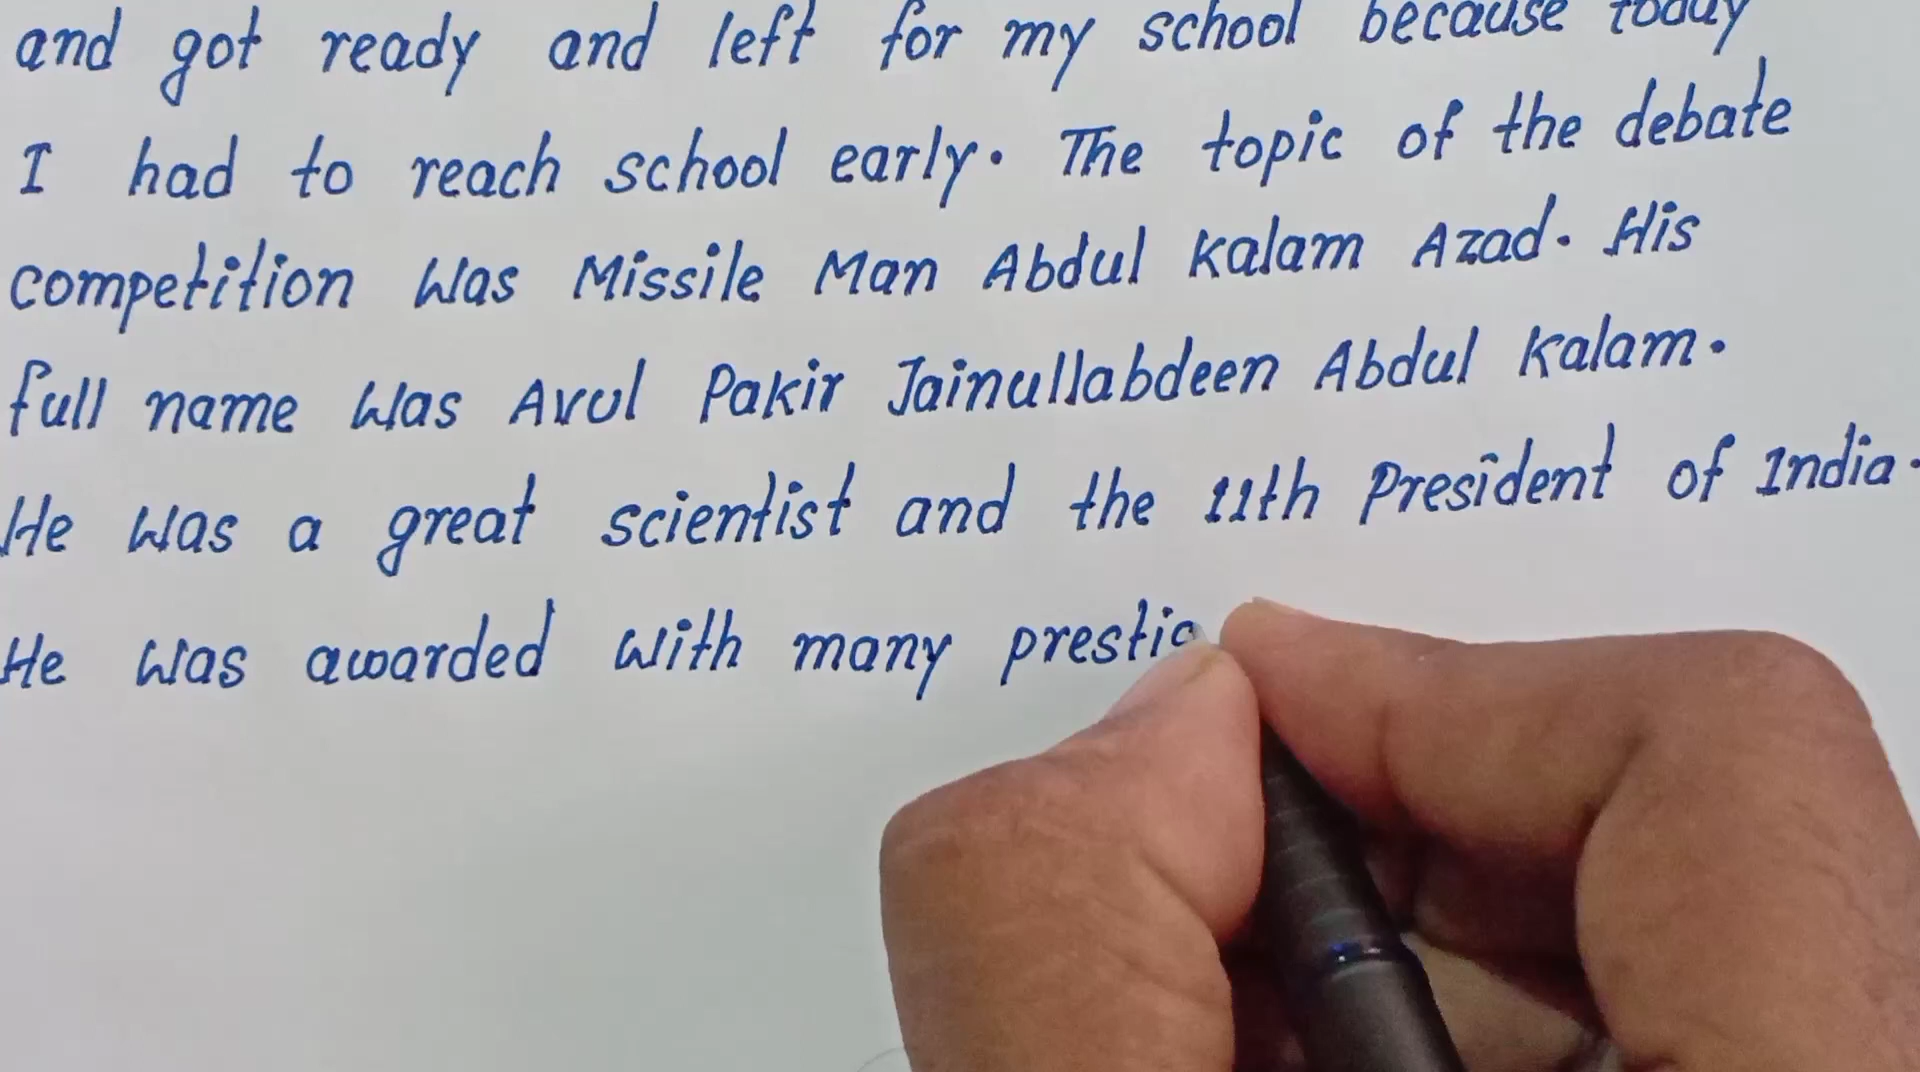 and got ready and left for my school because today
I had to reach school early. The topic of the debate
competition was Missile Man Abdul Kalam Azad. His
full name was Avul Pakir Jainullabdeen Abdul Kalam.
He was a great scientist and the 11th President of India.
He was awarded with many